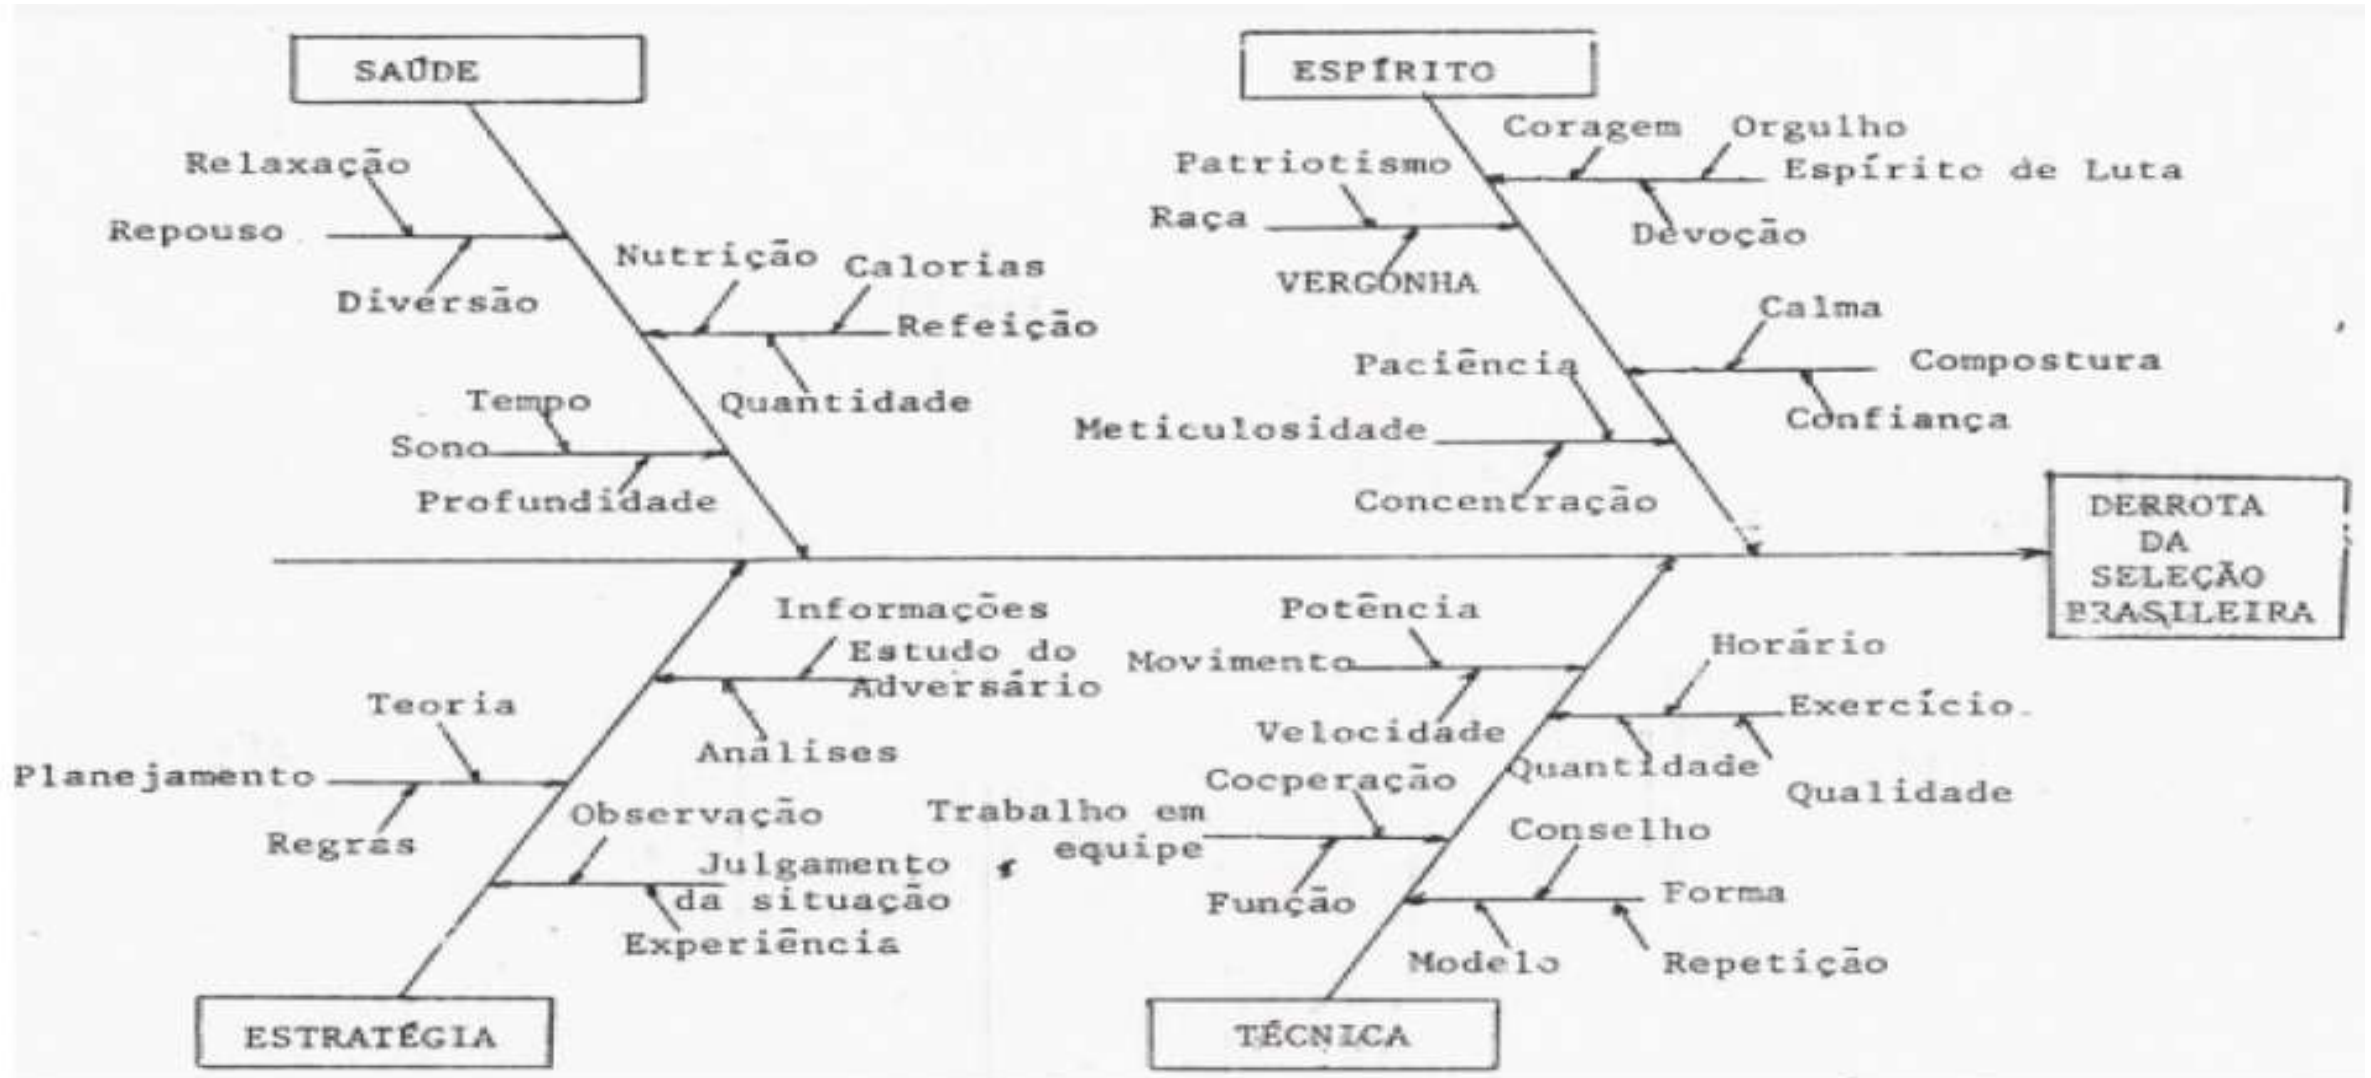 SAÚDE
ESPÍRITO
Relaxação
Repouso
Diversão
Nutrição
Calorias
Refeição
Quantidade
Tempo
Sono
Profundidade
Coragem
Orgulho
Patriotismo
Espírito de Luta
Raça
Devoção
VERGONHA
Calma
Paciência
Compostura
Confiança
Meticulosidade
Concentração
DERROTA
DA
SELEÇÃO
BRASILEIRA
Informações
Estudo do
Adversário
Análises
Teoria
Planejamento
Regras
Observação
Julgamento
da situação
Experiência
Potência
Movimento
Velocidade
Horário
Exercício
Quantidade
Qualidade
Cooperação
Trabalho em
equipe
Função
Conselho
Forma
Modelo
Repetição
ESTRATÉGIA
TÉCNICA